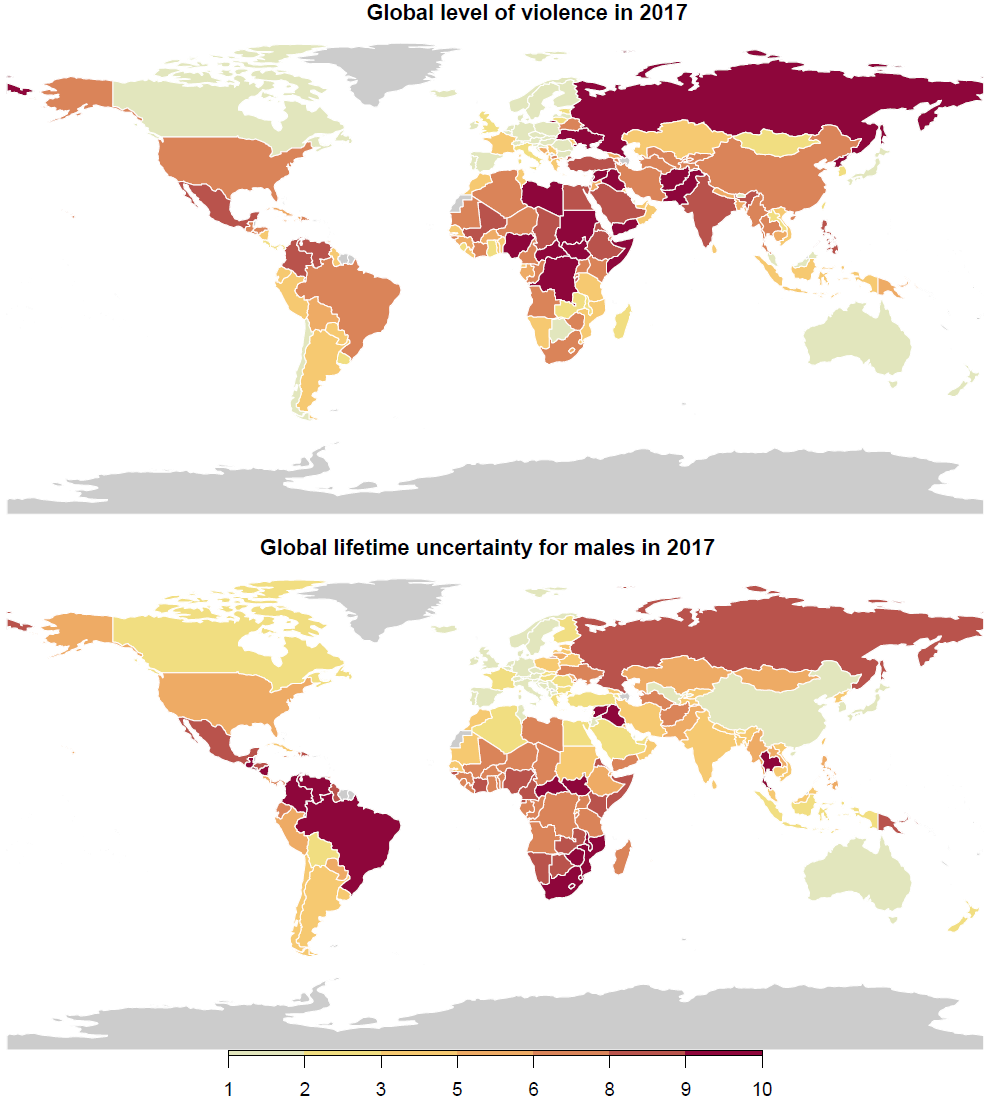 Global level of violence in 2017
Global lifetime uncertainty for males in 2017
1 2 3 5 6 8 9 10